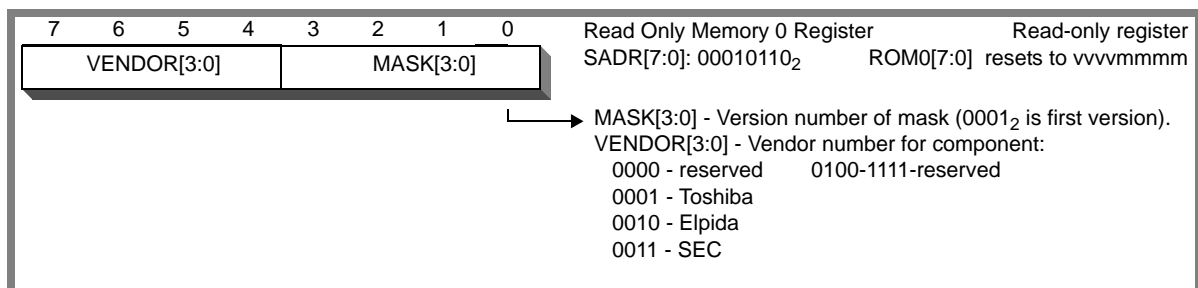 7 6 5 4 3 2 1 0
VENDOR[3:0] MASK[3:0]
Read Only Memory 0 Register Read-only register
SADR[7:0]: 00010110₂ ROM0[7:0] resets to vvvvmmmm
MASK[3:0] - Version number of mask (0001₂ is first version).
VENDOR[3:0] - Vendor number for component:
0000 - reserved 0100-1111-reserved
0001 - Toshiba
0010 - Elpida
0011 - SEC